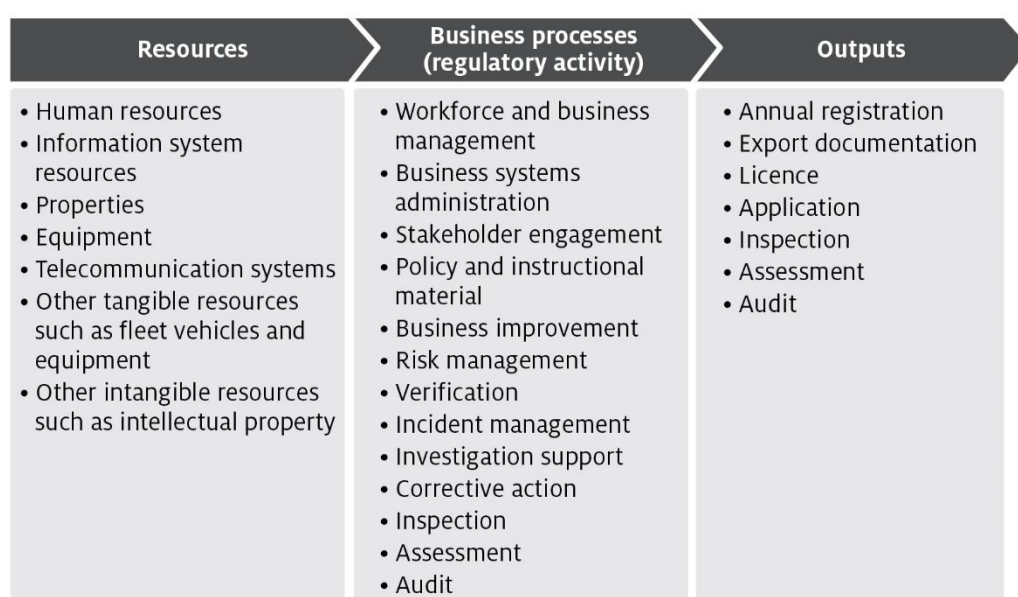 Resources
Business processes
(regulatory activity)
Outputs
• Human resources
• Information system
resources
• Properties
• Equipment
• Telecommunication systems
• Other tangible resources
such as fleet vehicles and
equipment
• Other intangible resources
such as intellectual property
• Workforce and business
management
• Business systems
administration
• Stakeholder engagement
• Policy and instructional
material
• Business improvement
• Risk management
• Verification
• Incident management
• Investigation support
• Corrective action
• Inspection
• Assessment
• Audit
• Annual registration
• Export documentation
• Licence
• Application
• Inspection
• Assessment
• Audit